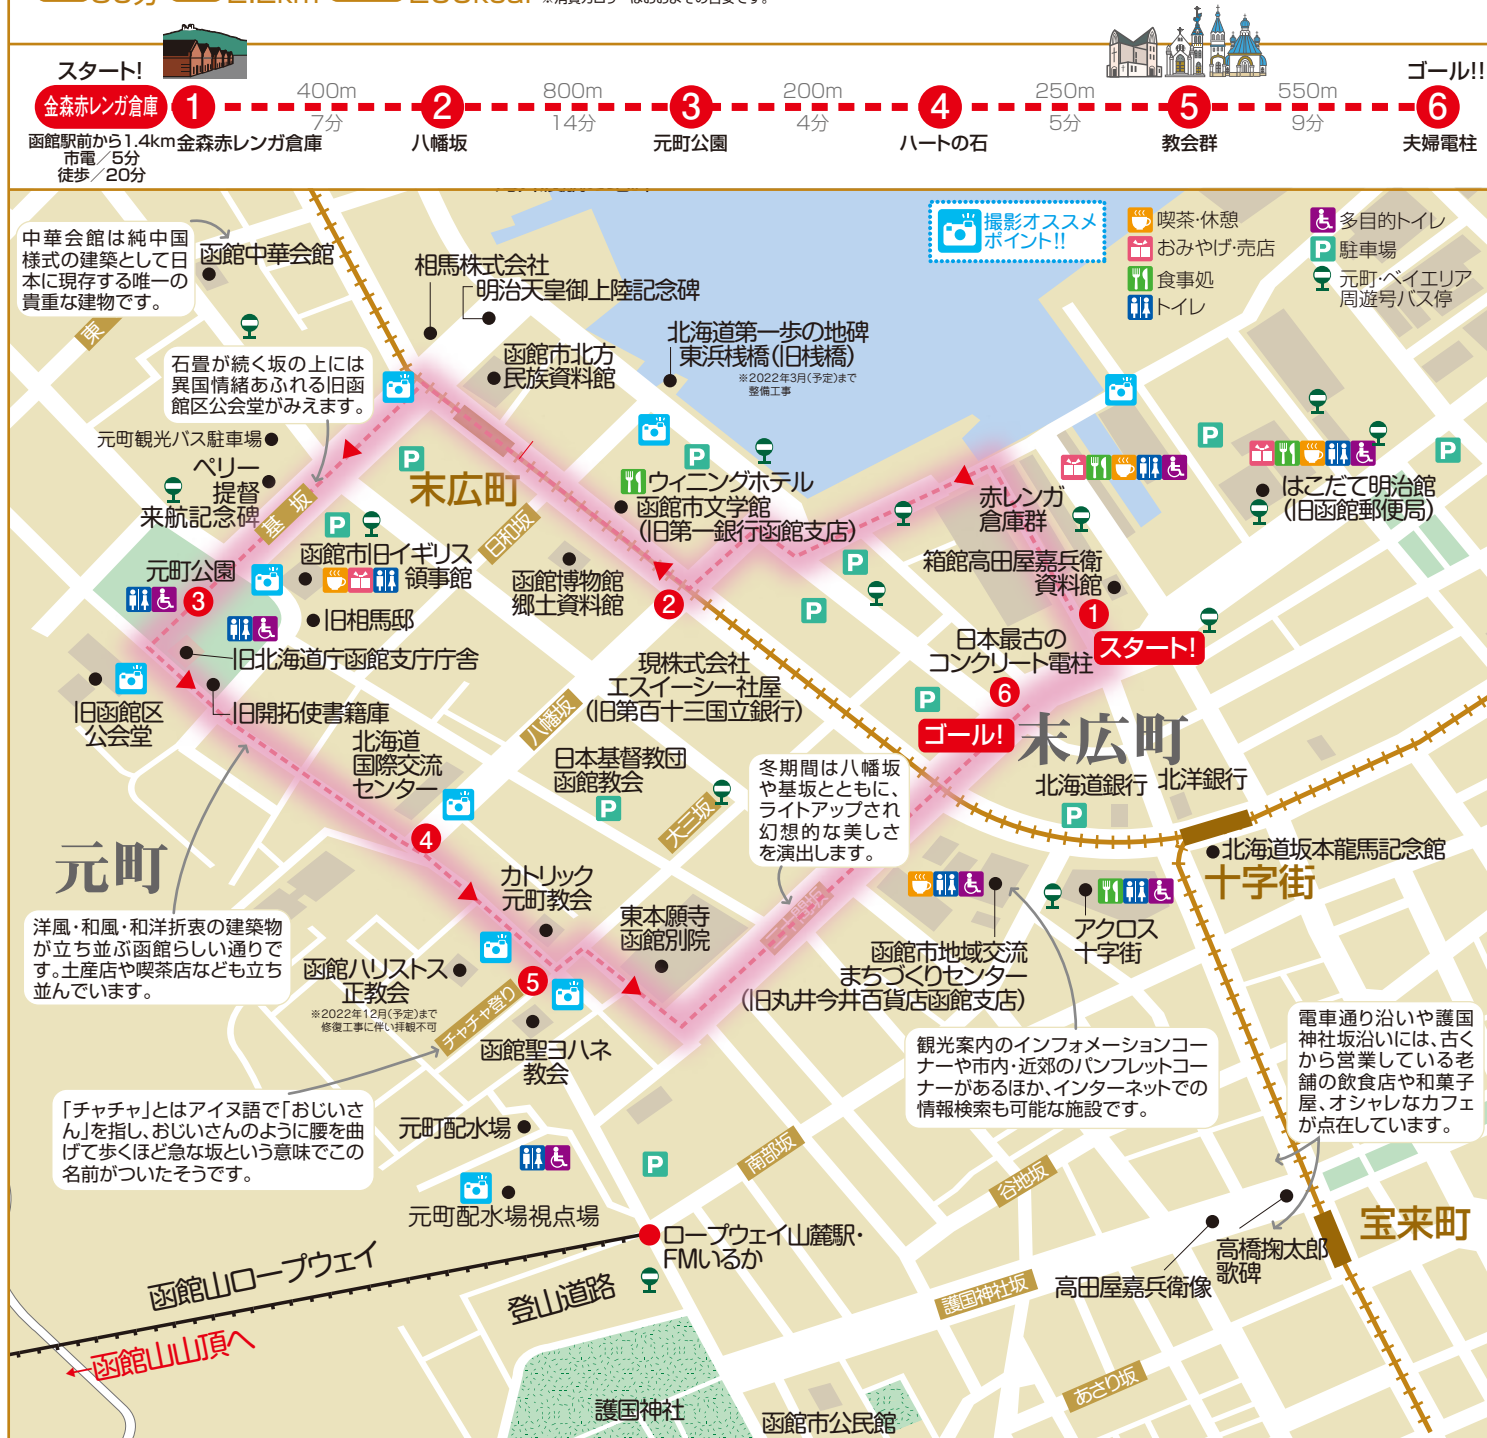 2.2km
※消費カロリーはおおよその目安です。
スタート!
金森赤レンガ倉庫
函館駅前から1.4km
市電/5分
徒歩/20分
1
金森赤レンガ倉庫
400m
7分
2
八幡坂
800m
14分
3
元町公園
200m
4分
4
ハートの石
250m
5分
5
教会群
550m
9分
ゴール!!
6
夫婦電柱
撮影オススメ
ポイント!!
喫茶・休憩
おみやげ・売店
食事処
トイレ
多目的トイレ
P 駐車場
元町・ベイエリア
周遊号バス停
中華会館は純中国
様式の建築として日
本に現存する唯一の
貴重な建物です。
函館中華会館
東
相馬株式会社
明治天皇御上陸記念碑
函館市北方
民族資料館
北海道第一歩の地碑
東浜桟橋(旧桟橋)
※2022年3月(予定)まで
整備工事
石畳が続く坂の上には
異国情緒あふれる旧函
館区公会堂がみえます。
元町観光バス駐車場
ペリー
提督
来航記念碑
基坂
P
末広町
P
ウィニングホテル
函館市文学館
(旧第一銀行函館支店)
赤レンガ
倉庫群
P
P
はこだて明治館
(旧函館郵便局)
P
函館市旧イギリス
領事館
日和坂
函館博物館
郷土資料館
2
P
P
箱館高田屋嘉兵衛
資料館
1
スタート!
元町公園
3
旧相馬邸
旧北海道庁函館支庁庁舎
旧開拓使書籍庫
旧函館区
公会堂
現株式会社
エスイーシー社屋
(旧第百十三国立銀行)
日本最古の
コンクリート電柱
6
P
ゴール!
末広町
北海道
国際交流
センター
八幡坂
日本基督教団
函館教会
P
大三坂
冬期間は八幡坂
や基坂とともに、
ライトアップされ
幻想的な美しさ
を演出します。
北海道銀行
北洋銀行
P
4
元町
北海道坂本龍馬記念館
十字街
カトリック
元町教会
東本願寺
函館別院
二十間坂
アクロス
十字街
函館市地域交流
まちづくりセンター
(旧丸井今井百貨店函館支店)
洋風・和風・和洋折衷の建築物
が立ち並ぶ函館らしい通りで
す。土産店や喫茶店なども立ち
並んでいます。
函館ハリストス
正教会
※2022年12月(予定)まで
修復工事に伴い拝観不可
5
チャチャ登り
函館聖ヨハネ
教会
観光案内のインフォメーションコー
ナーや市内・近郊のパンフレットコー
ナーがあるほか、インターネットでの
情報検索も可能な施設です。
電車通り沿いや護国
神社坂沿いには、古く
から営業している老
舗の飲食店や和菓子
屋、オシャレなカフェ
が点在しています。
「チャチャ」とはアイヌ語で「おじいさ
ん」を指し、おじいさんのように腰を曲
げて歩くほど急な坂という意味でこの
名前がついたそうです。
元町配水場
P
南部坂
谷地坂
元町配水場視点場
ロープウェイ山麓駅・
FMいるか
宝来町
高橋掬太郎
歌碑
高田屋嘉兵衛像
函館山ロープウェイ
登山道路
護国神社坂
函館山山頂へ
あさり坂
護国神社
函館市公民館